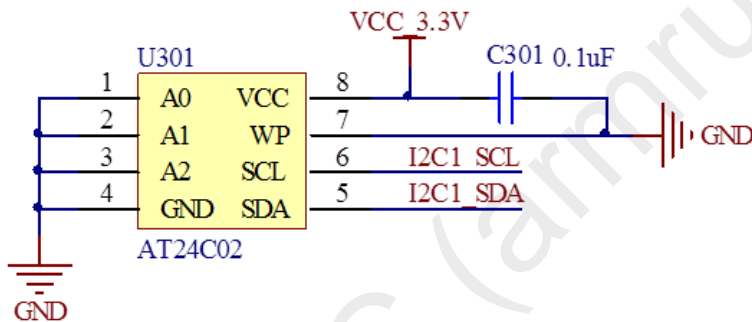 VCC_3.3V
U301
C301 0.1uF
1 A0 VCC 8
2 A1 WP 7
GND
3 A2 SCL 6 I2C1_SCL
4 GND SDA 5 I2C1_SDA
AT24C02
GND
C (armru